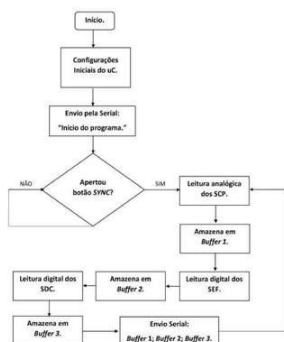 Início.
Configurações
Iniciais do uC.
Envio pela Serial:
"Início do programa."
Apertou
botão SYNC?
NÃO
SIM
Leitura analógica
dos SCP.
Amazena em
Buffer 1.
Leitura digital dos
SEF.
Amazena em
Buffer 2.
Leitura digital dos
SDC.
Amazena em
Buffer 3.
Envio Serial:
Buffer 1; Buffer 2; Buffer 3.